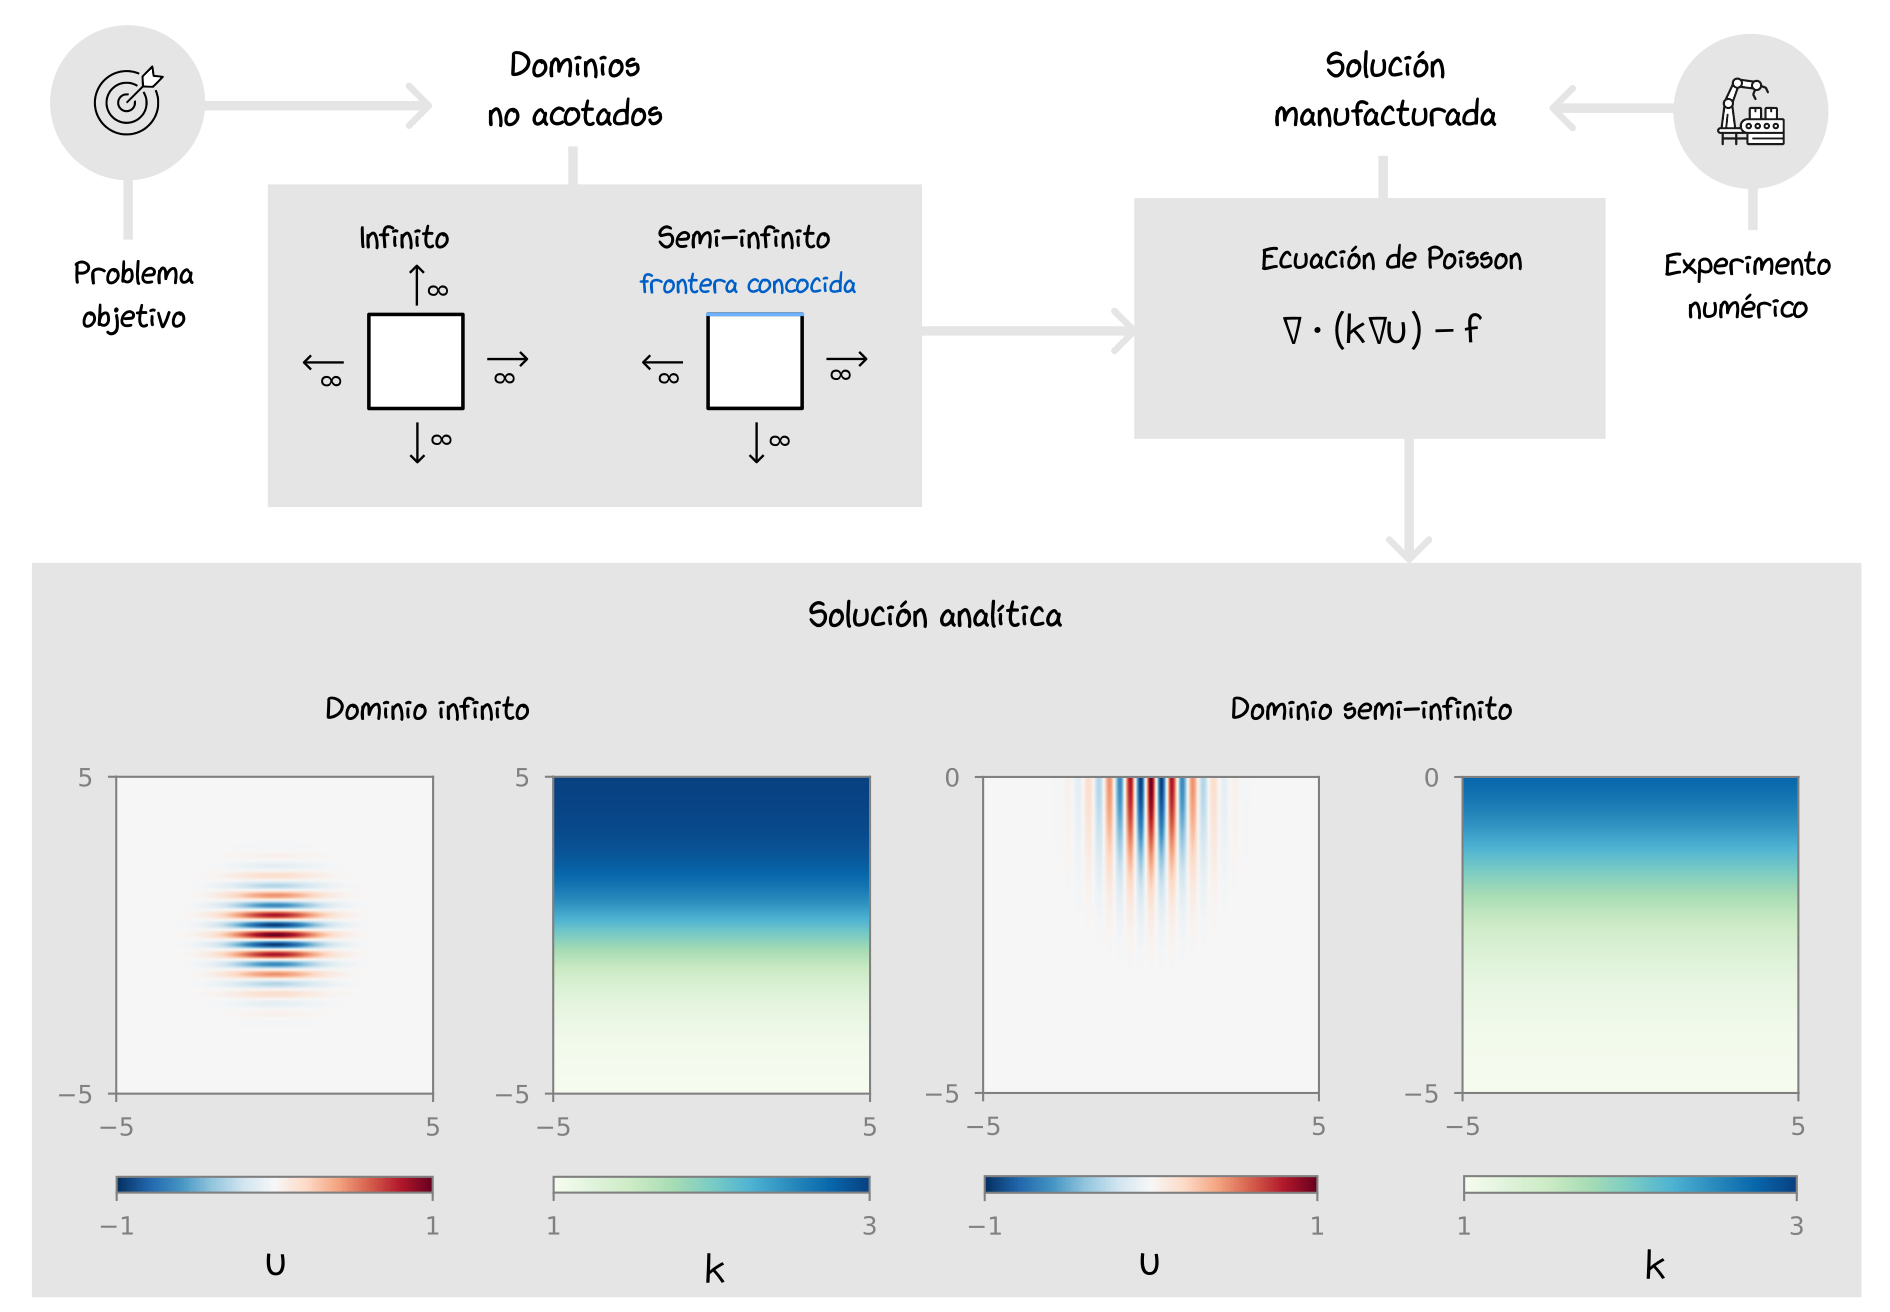 Dominios
no acotados
Solución
manufacturada
Problema
objetivo
Infinito
∞
∞
∞
∞
Semi-infinito
frontera concocida
∞
∞
∞
Ecuación de Poisson
∇ · (k∇u) – f
Experimento
numérico
Solución analítica
Dominio infinito
Dominio semi-infinito
5
−5
−5
5
−1
1
u
5
−5
−5
5
1
3
k
0
−5
−5
5
−1
1
u
0
−5
−5
5
1
3
k